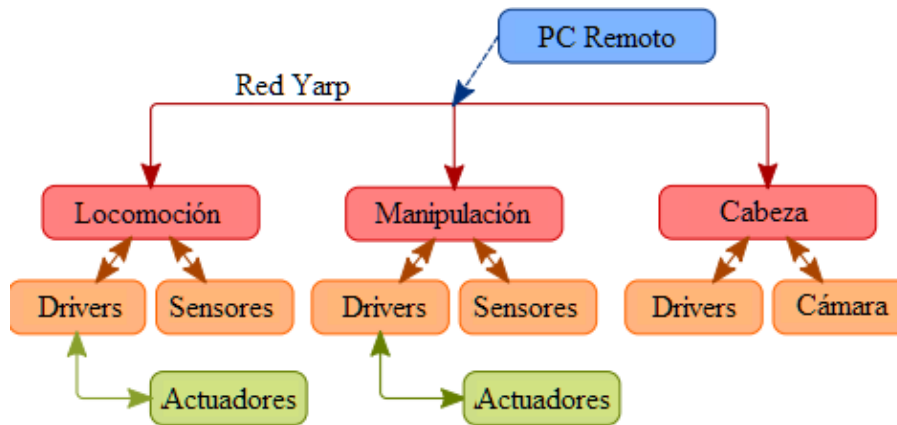 PC Remoto
Red Yarp
Locomoción
Manipulación
Cabeza
Drivers
Sensores
Drivers
Sensores
Drivers
Cámara
Actuadores
Actuadores